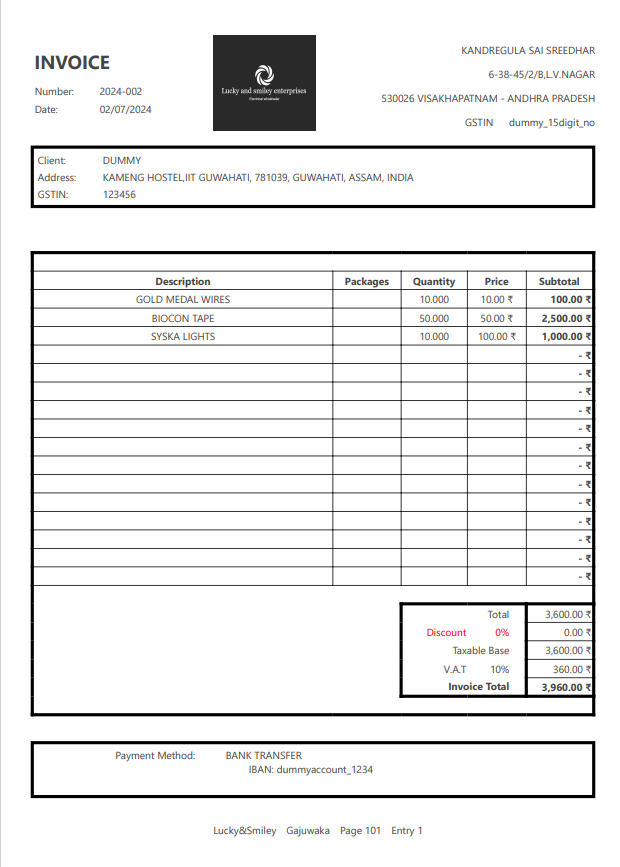 INVOICE
Number: 2024-002
Date: 02/07/2024
Lucky and smiley enterprises
Electrical wholesaler
KANDREGULA SAI SREEDHAR
6-38-45/2/B,L.V.NAGAR
530026 VISAKHAPATNAM - ANDHRA PRADESH
GSTIN dummy_15digit_no
Client: DUMMY
Address: KAMENG HOSTEL,IIT GUWAHATI, 781039, GUWAHATI, ASSAM, INDIA
GSTIN: 123456
Description Packages Quantity Price Subtotal
GOLD MEDAL WIRES 10.000 10.00 ₹ 100.00 ₹
BIOCON TAPE 50.000 50.00 ₹ 2,500.00 ₹
SYSKA LIGHTS 10.000 100.00 ₹ 1,000.00 ₹
- ₹
- ₹
- ₹
- ₹
- ₹
- ₹
- ₹
- ₹
- ₹
- ₹
- ₹
- ₹
- ₹
Total 3,600.00 ₹
Discount 0% 0.00 ₹
Taxable Base 3,600.00 ₹
V.A.T 10% 360.00 ₹
Invoice Total 3,960.00 ₹
Payment Method: BANK TRANSFER
IBAN: dummyaccount_1234
Lucky&Smiley Gajuwaka Page 101 Entry 1